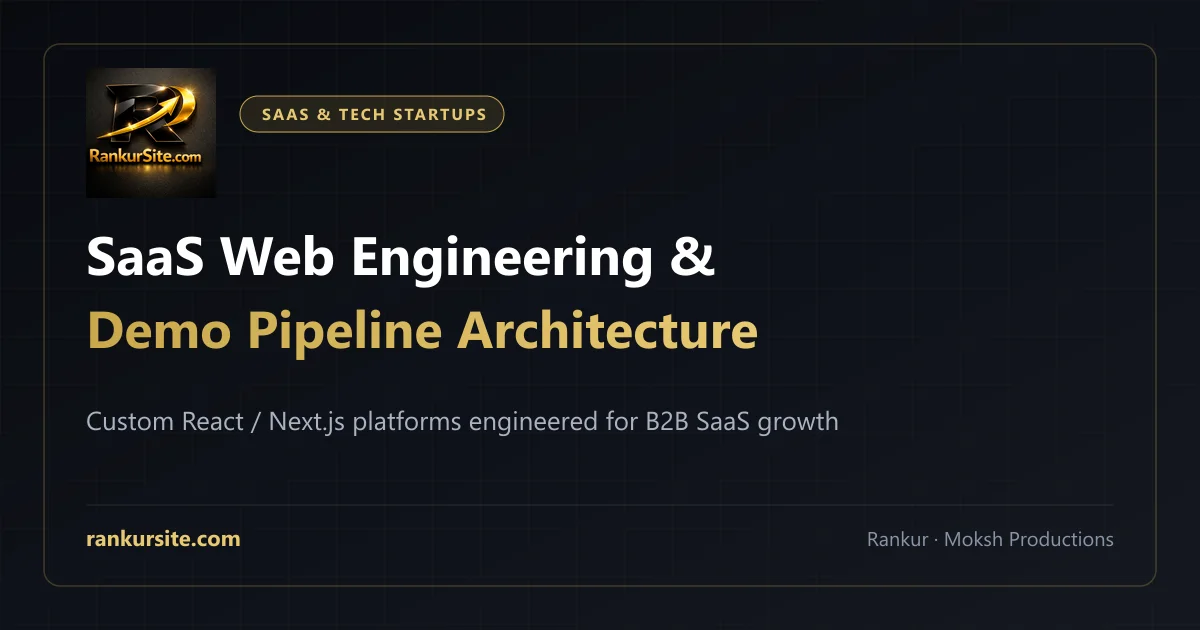 R
RankurSite.com
SAAS & TECH STARTUPS
SaaS Web Engineering &
Demo Pipeline Architecture
Custom React / Next.js platforms engineered for B2B SaaS growth
rankursite.com
Rankur · Moksh Productions